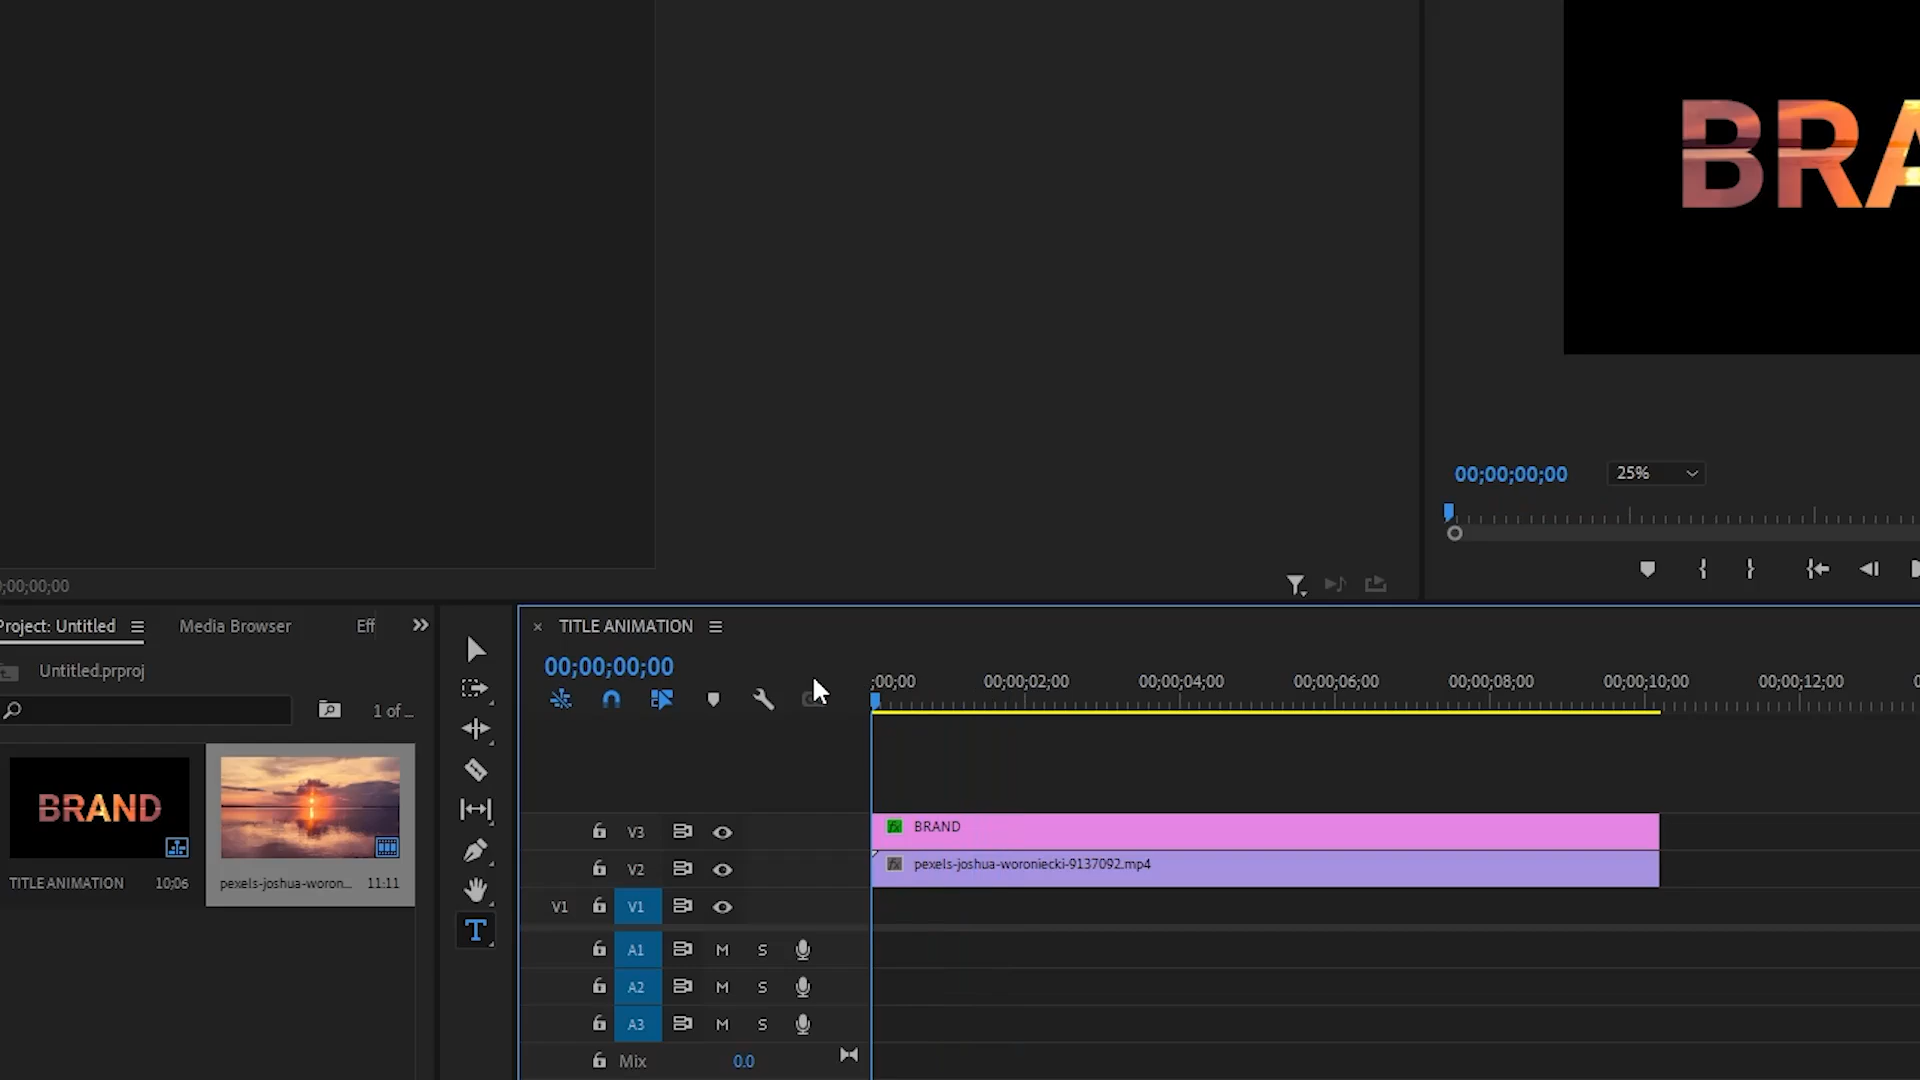 BRA
00;00;00;00
25%
;00;00;00
Project: Untitled
Media Browser
Eff
TITLE ANIMATION
00;00;00;00
Untitled.prproj
1 of ...
;00;00
00;00;02;00
00;00;04;00
00;00;06;00
00;00;08;00
00;00;10;00
00;00;12;00
BRAND
TITLE ANIMATION
10;06
pexels-joshua-woron...
11:11
V3
fx BRAND
V2
fx pexels-joshua-woroniecki-9137092.mp4
V1
V1
A1
M
S
A2
M
S
A3
M
S
Mix
0.0
T